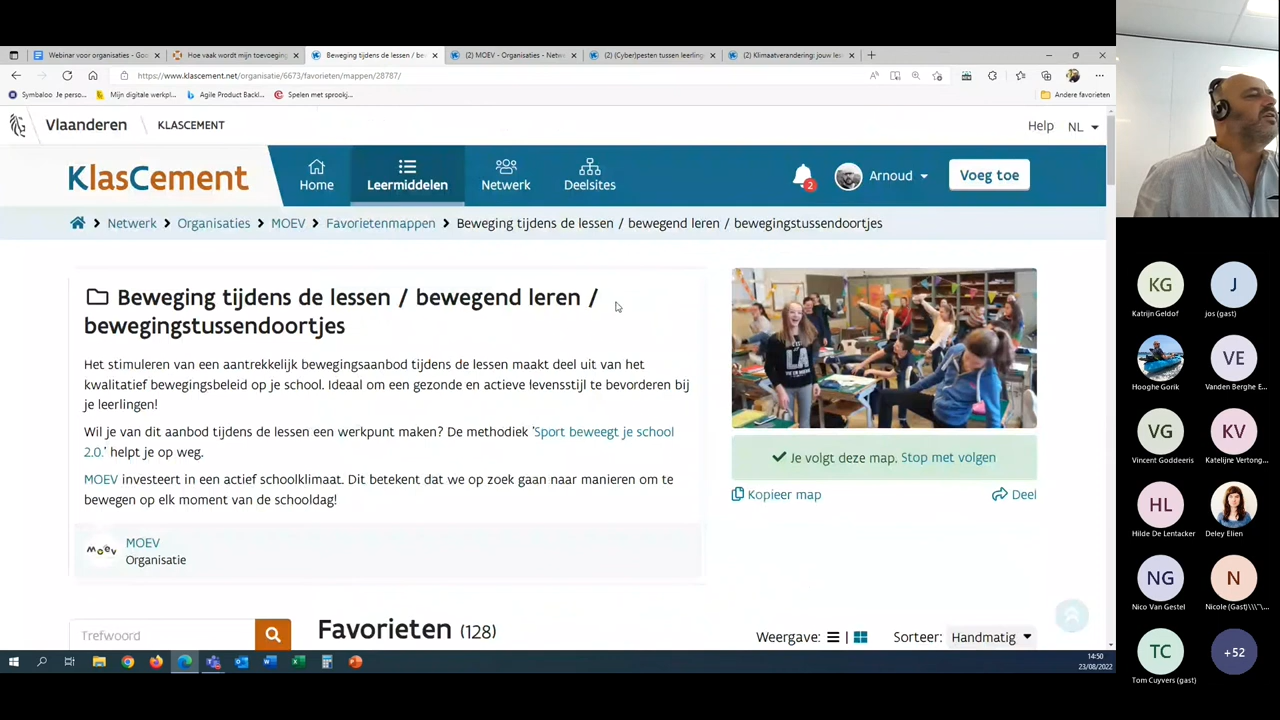 Webinar voor organisaties - Goo
Hoe vaak wordt mijn toevoeging
Beweging tijdens de lessen / be
(2) MOEV - Organisaties - Netw
(2) (Cyber)pesten tussen leerling
(2) Klimaatverandering: jouw les
https://www.klascement.net/organisatie/6673/favorieten/mappen/28787/
Symbaloo Je perso...
Mijn digitale werkpl...
Agile Product Backl...
Spelen met sprookj...
Andere favorieten
Vlaanderen
KLASCEMENT
Help
NL
KlasCement
Home
Leermiddelen
Netwerk
Deelsites
2
Arnoud
Voeg toe
Netwerk > Organisaties > MOEV > Favorietenmappen > Beweging tijdens de lessen / bewegend leren / bewegingstussendoortjes
Beweging tijdens de lessen / bewegend leren /
bewegingstussendoortjes
Het stimuleren van een aantrekkelijk bewegingsaanbod tijdens de lessen maakt deel uit van het
kwalitatief bewegingsbeleid op je school. Ideaal om een gezonde en actieve levensstijl te bevorderen bij
je leerlingen!
Wil je van dit aanbod tijdens de lessen een werkpunt maken? De methodiek 'Sport beweegt je school
2.0.' helpt je op weg.
MOEV investeert in een actief schoolklimaat. Dit betekent dat we op zoek gaan naar manieren om te
bewegen op elk moment van de schooldag!
moev
MOEV
Organisatie
Je volgt deze map. Stop met volgen
Kopieer map
Deel
Trefwoord
Favorieten (128)
Weergave:
|
Sorteer: Handmatig
14:50
23/08/2022
KG
Katrijn Geldof
J
jos (gast)
Hooghe Gorik
VE
Vanden Berghe E...
VG
Vincent Goddeeris
KV
Katelijne Vertong...
HL
Hilde De Lentacker
Deley Elien
NG
Nico Van Gestel
N
Nicole (Gast)\\\"\...
TC
Tom Cuyvers (gast)
+52